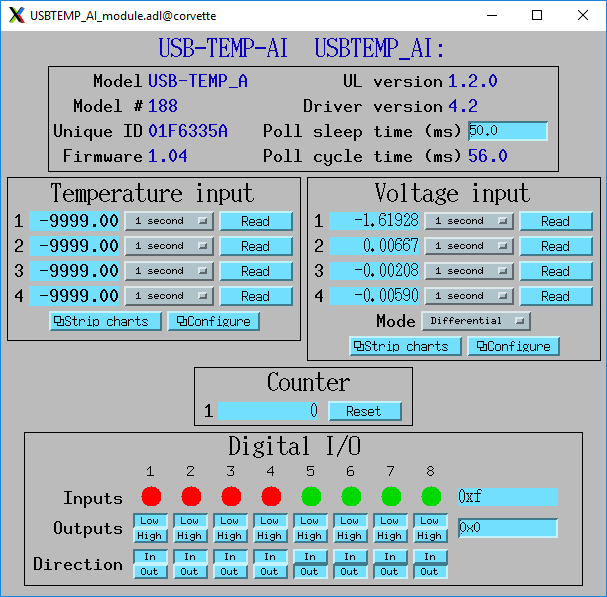 USBTEMP_AI_module.adl@corvette
USB-TEMP-AI USBTEMP_AI:
Model USB-TEMP_A UL version 1.2.0
Model # 188 Driver version 4.2
Unique ID 01F6335A Poll sleep time (ms) 50.0
Firmware 1.04 Poll cycle time (ms) 56.0
Temperature input
1 -9999.00 1 second Read
2 -9999.00 1 second Read
3 -9999.00 1 second Read
4 -9999.00 1 second Read
Strip charts Configure
Voltage input
1 -1.61928 1 second Read
2 0.00667 1 second Read
3 -0.00208 1 second Read
4 -0.00590 1 second Read
Mode Differential
Strip charts Configure
Counter
1 0 Reset
Digital I/O
1 2 3 4 5 6 7 8
Inputs 0xf
Outputs Low Low Low Low Low Low Low Low 0x0
High High High High High High High High
Direction In In In In In In In In
Out Out Out Out Out Out Out Out